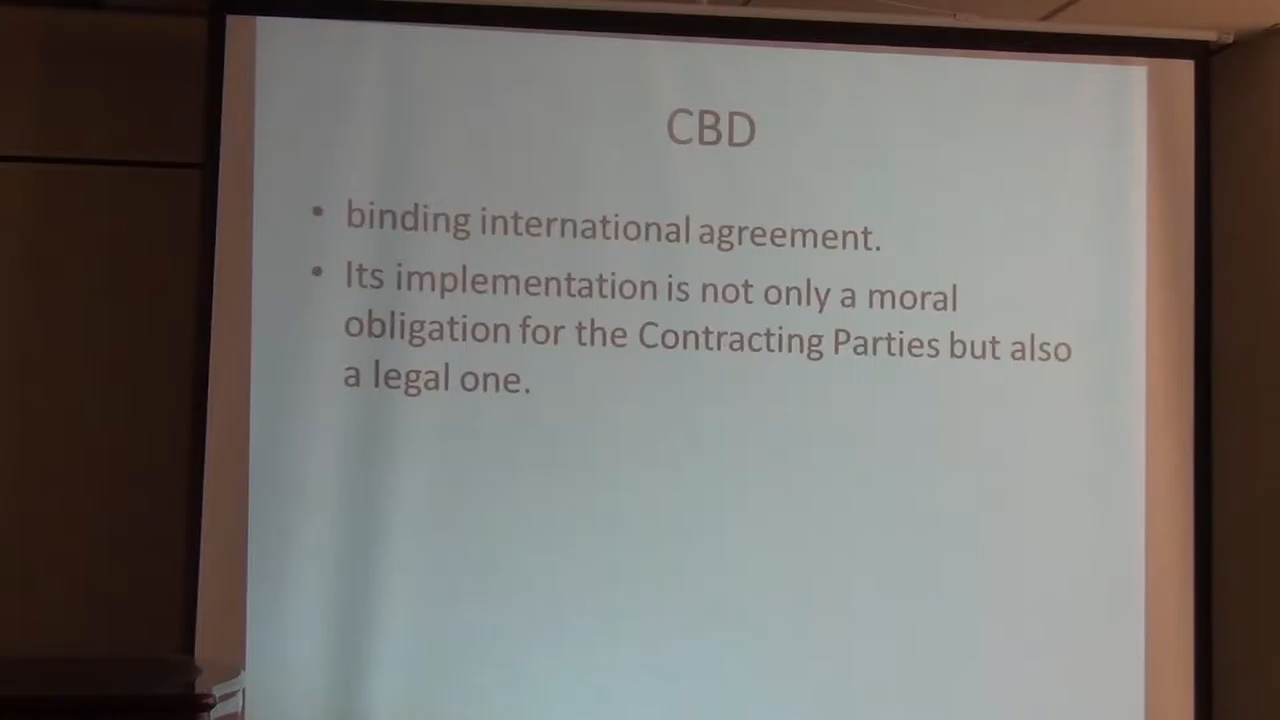 CBD
• binding international agreement.
• Its implementation is not only a moral
obligation for the Contracting Parties but also
a legal one.